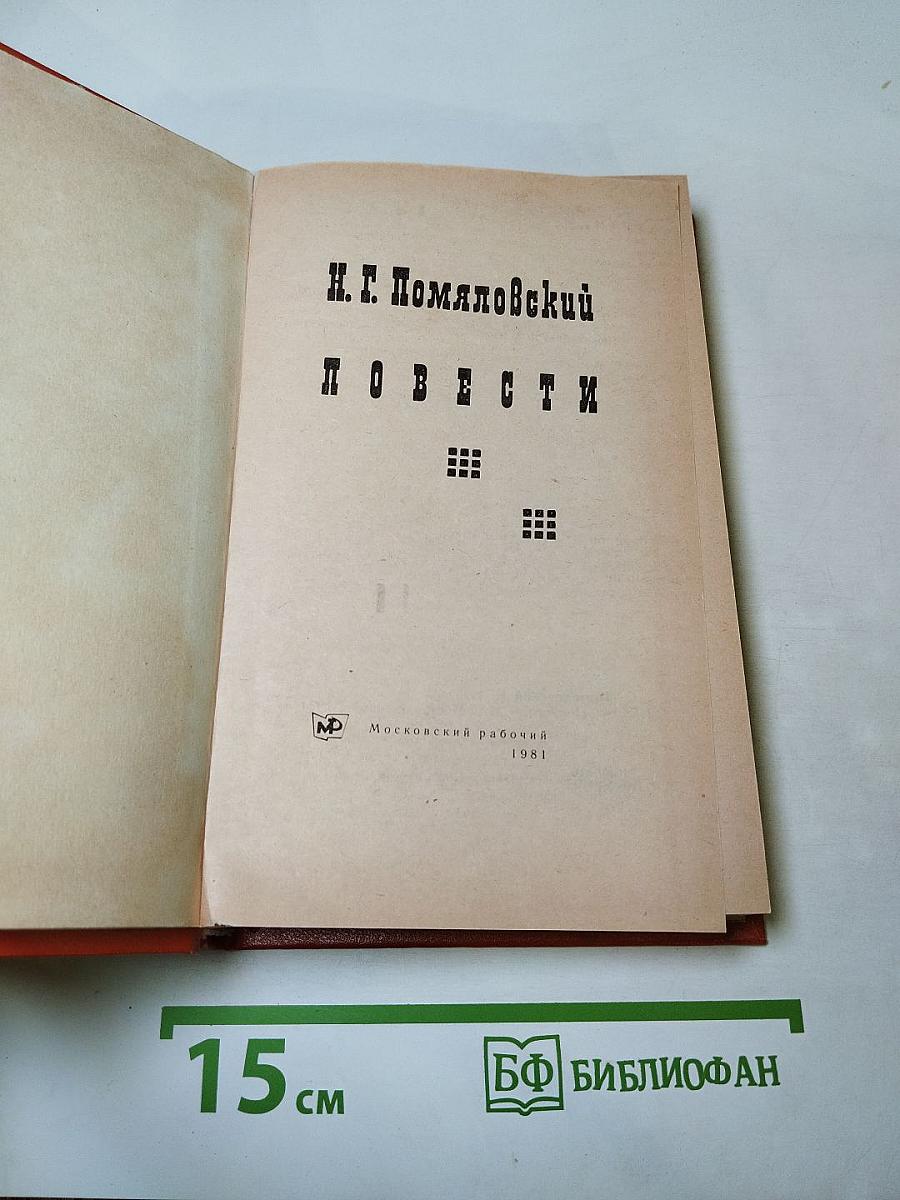 Н. Г. Помяловский
ПОВЕСТИ
МР Московский рабочий
1981
15 см
БФ БИБЛИОФАН